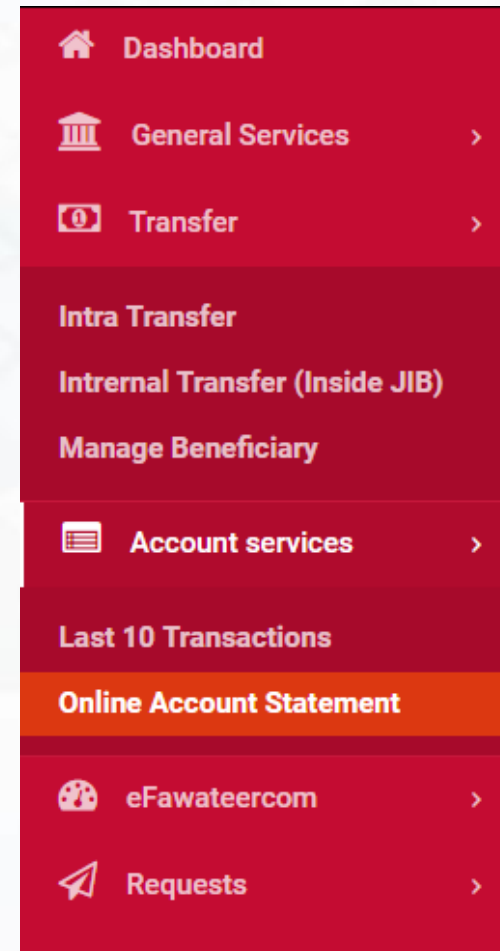 Dashboard
General Services
Transfer
Intra Transfer
Intrernal Transfer (Inside JIB)
Manage Beneficiary
Account services
Last 10 Transactions
Online Account Statement
eFawateercom
Requests